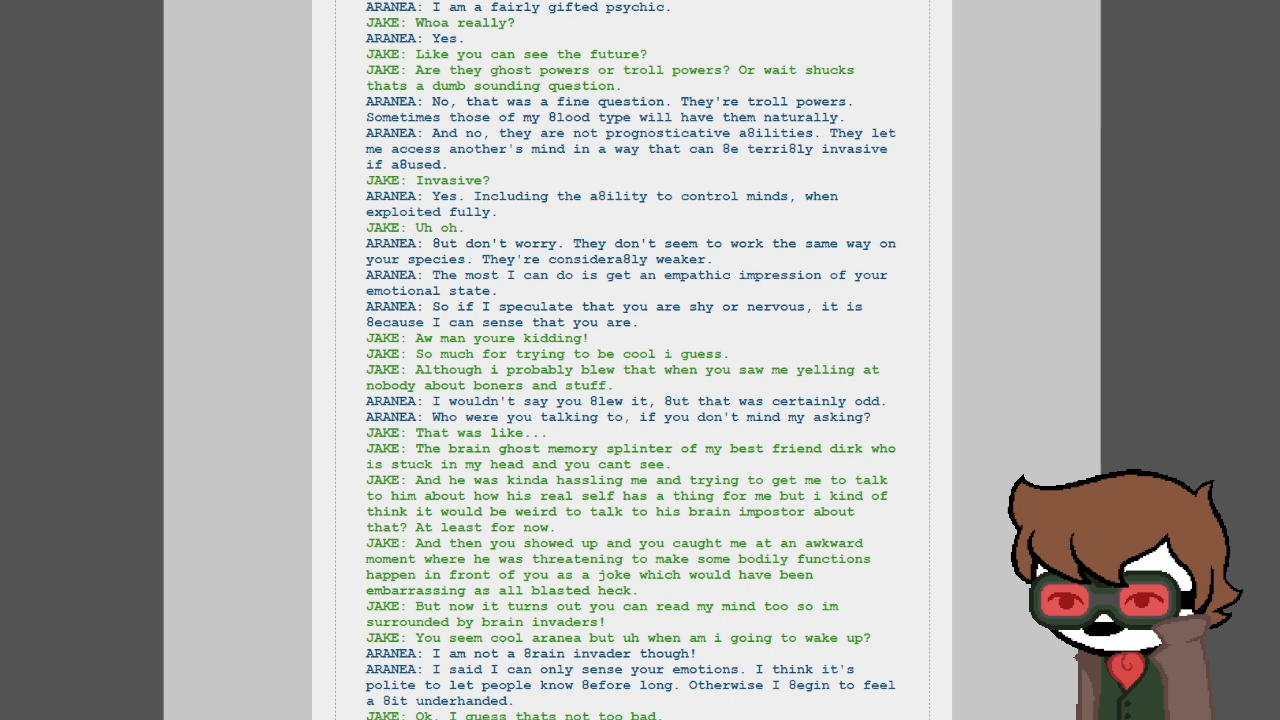 ARANEA: I am a fairly gifted psychic.
JAKE: Whoa really?
ARANEA: Yes.
JAKE: Like you can see the future?
JAKE: Are they ghost powers or troll powers? Or wait shucks
thats a dumb sounding question.
ARANEA: No, that was a fine question. They're troll powers.
Sometimes those of my 8lood type will have them naturally.
ARANEA: And no, they are not prognosticative a8ilities. They let
me access another's mind in a way that can 8e terri8ly invasive
if a8used.
JAKE: Invasive?
ARANEA: Yes. Including the a8ility to control minds, when
exploited fully.
JAKE: Uh oh.
ARANEA: 8ut don't worry. They don't seem to work the same way on
your species. They're considera8ly weaker.
ARANEA: The most I can do is get an empathic impression of your
emotional state.
ARANEA: So if I speculate that you are shy or nervous, it is
8ecause I can sense that you are.
JAKE: Aw man youre kidding!
JAKE: So much for trying to be cool i guess.
JAKE: Although i probably blew that when you saw me yelling at
nobody about boners and stuff.
ARANEA: I wouldn't say you 8lew it, 8ut that was certainly odd.
ARANEA: Who were you talking to, if you don't mind my asking?
JAKE: That was like...
JAKE: The brain ghost memory splinter of my best friend dirk who
is stuck in my head and you cant see.
JAKE: And he was kinda hassling me and trying to get me to talk
to him about how his real self has a thing for me but i kind of
think it would be weird to talk to his brain impostor about
that? At least for now.
JAKE: And then you showed up and you caught me at an awkward
moment where he was threatening to make some bodily functions
happen in front of you as a joke which would have been
embarrassing as all blasted heck.
JAKE: But now it turns out you can read my mind too so im
surrounded by brain invaders!
JAKE: You seem cool aranea but uh when am i going to wake up?
ARANEA: I am not a 8rain invader though!
ARANEA: I said I can only sense your emotions. I think it's
polite to let people know 8efore long. Otherwise I 8egin to feel
a 8it underhanded.
JAKE: Ok. I guess thats not too bad.